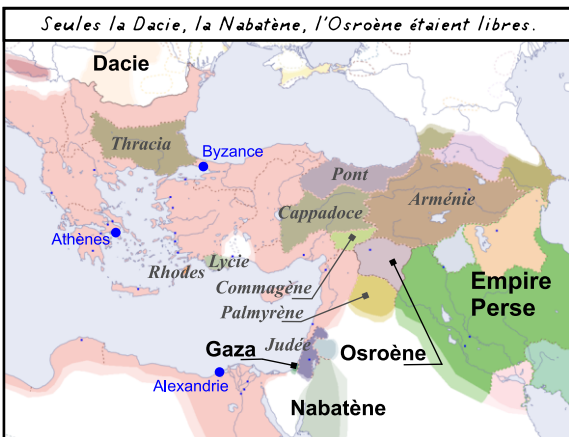 Seules la Dacie, la Nabatène, l'Osroène étaient libres.
Dacie
Thracia
Byzance
Pont
Cappadoce
Arménie
Athènes
Rhodes
Lycie
Commagène
Palmyrène
Empire
Perse
Gaza
Judée
Osroène
Alexandrie
Nabatène